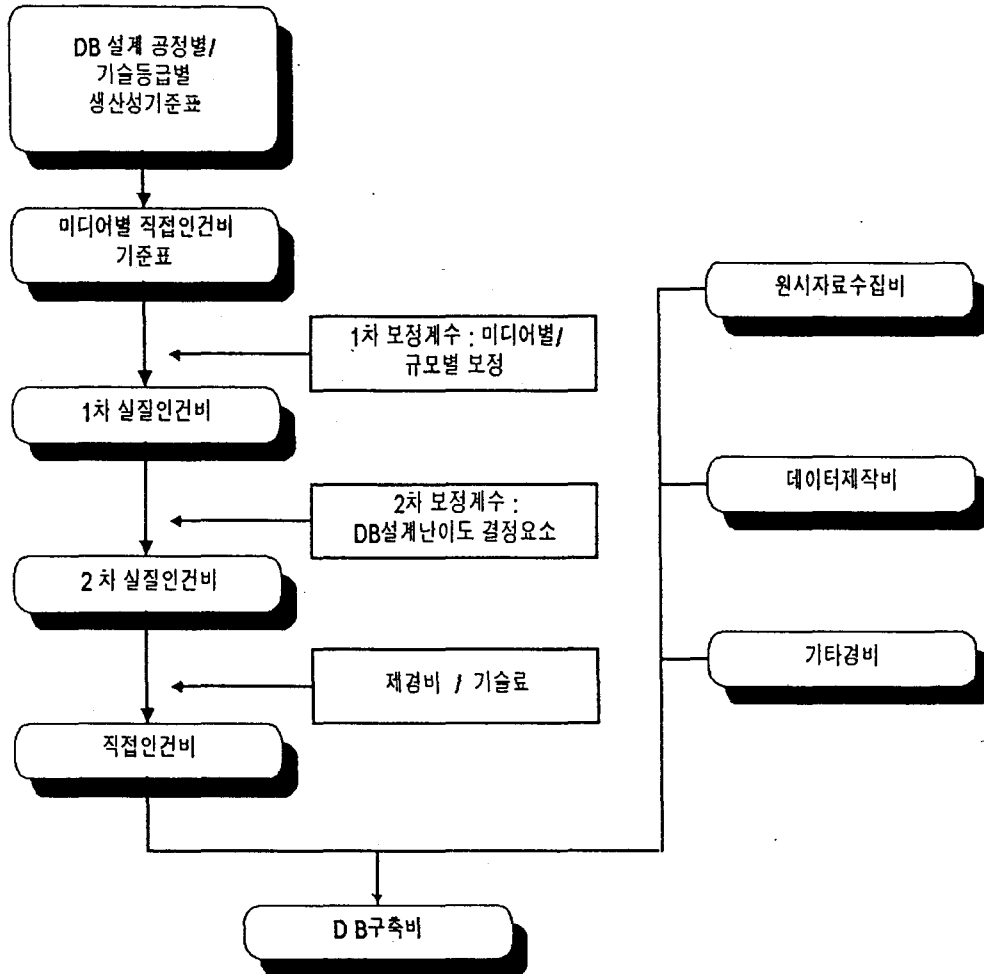 DB 설계 공정별/
기술등급별
생산성기준표
미디어별 직접인건비
기준표
1차 보정계수 : 미디어별/
규모별 보정
1차 실질인건비
2차 보정계수 :
DB설계난이도 결정요소
2 차 실질인건비
제경비 / 기술료
직접인건비
원시자료수집비
데이터제작비
기타경비
D B구축비